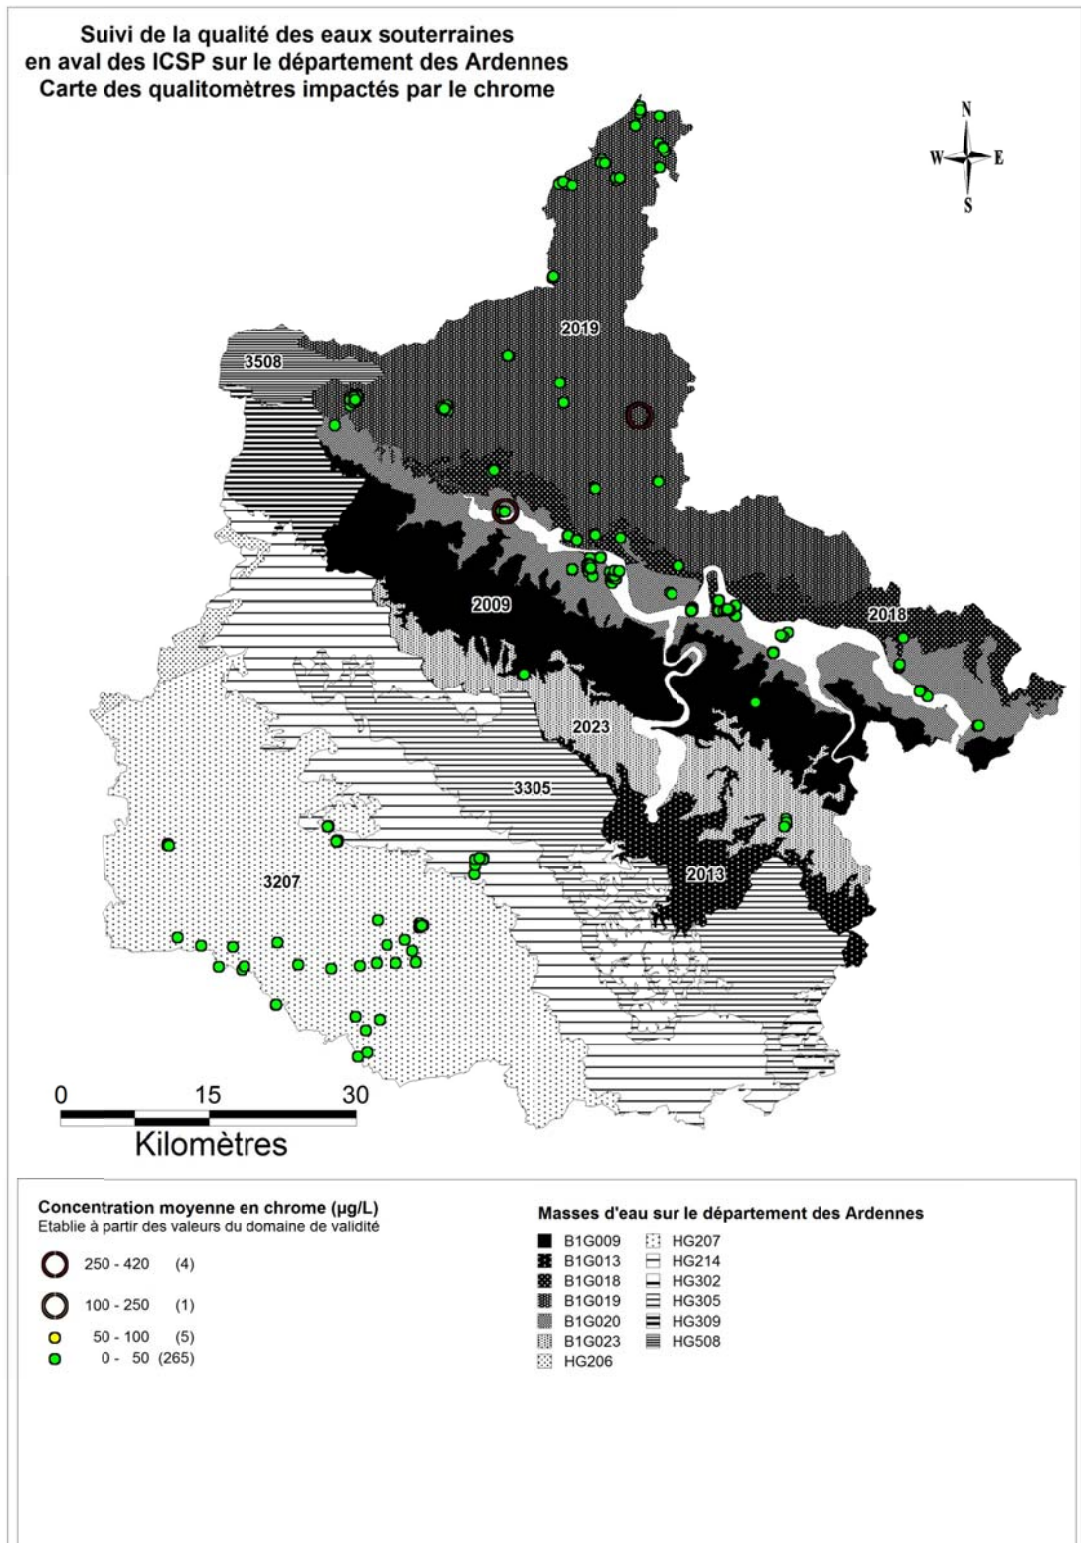 Suivi de la qualité des eaux souterraines
en aval des ICSP sur le département des Ardennes
Carte des qualitomètres impactés par le chrome
N
W E
S
2019
3508
2009
2018
2023
3305
2013
3207
0 15 30
Kilomètres
Concentration moyenne en chrome (µg/L)
Etablie à partir des valeurs du domaine de validité
250 - 420 (4)
100 - 250 (1)
50 - 100 (5)
0 - 50 (265)
Masses d'eau sur le département des Ardennes
B1G009
B1G013
B1G018
B1G019
B1G020
B1G023
HG206
HG207
HG214
HG302
HG305
HG309
HG508